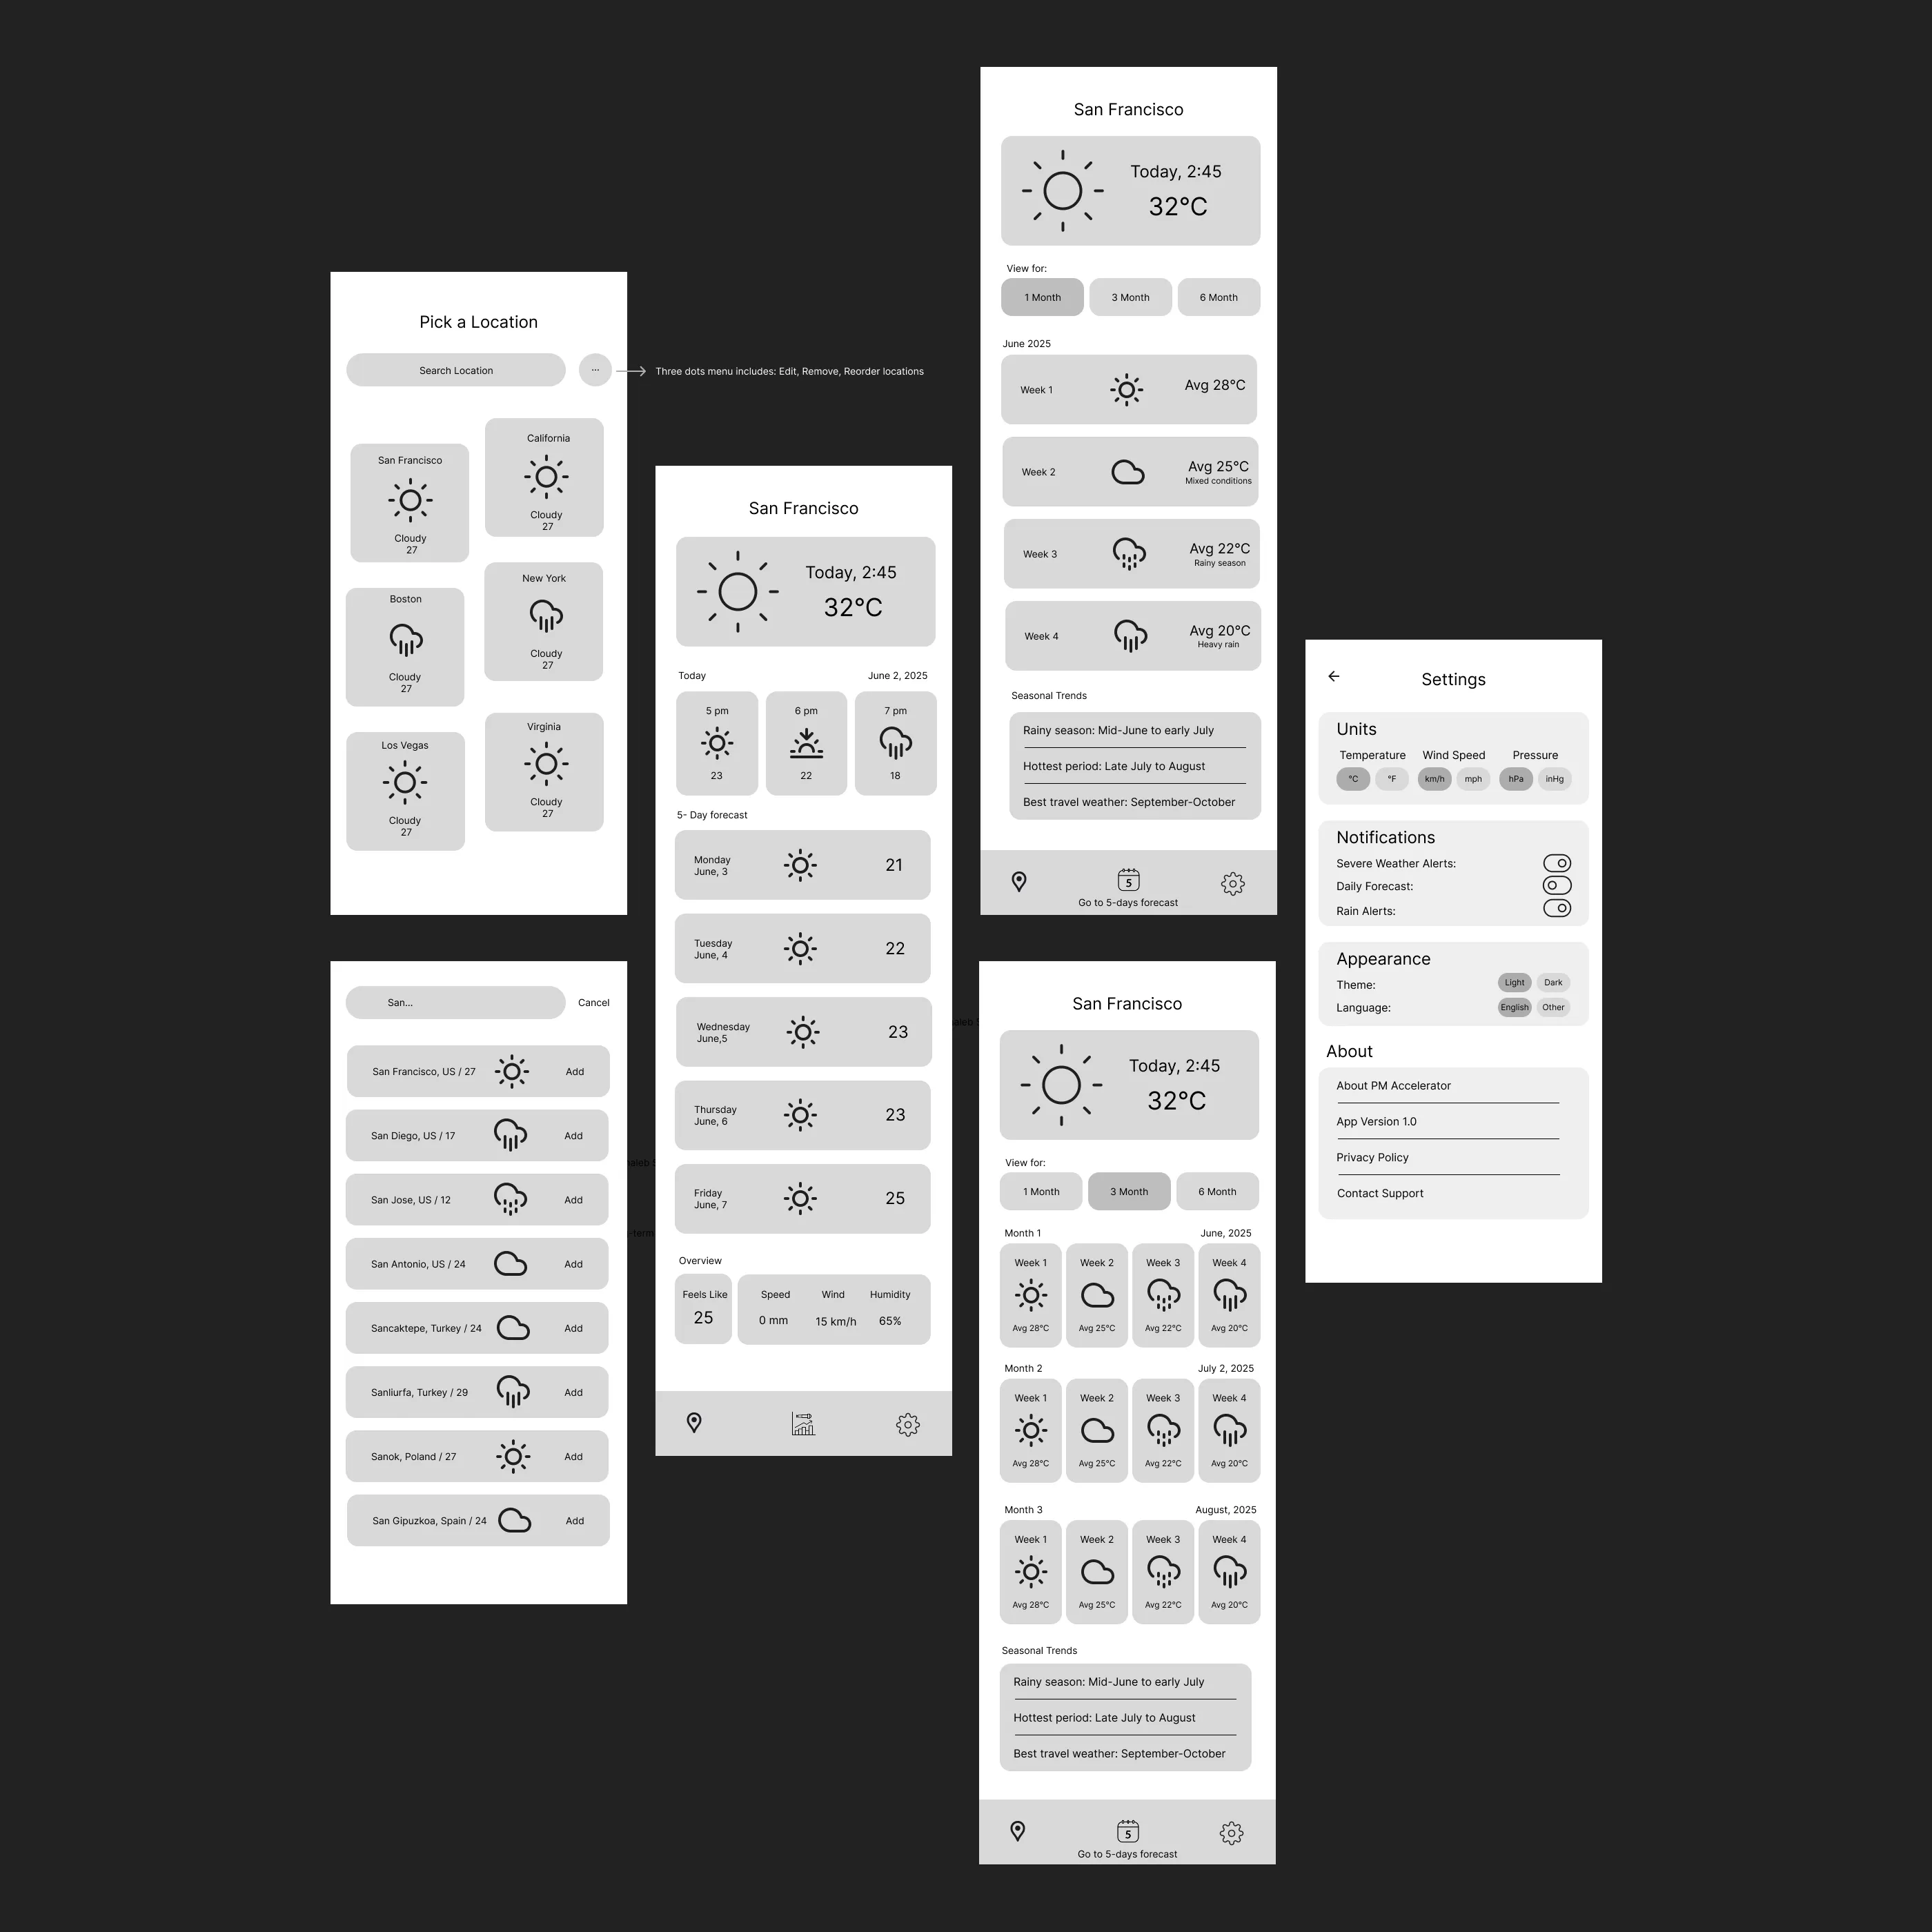 Pick a Location
Search Location
...
Three dots menu includes: Edit, Remove, Reorder locations
San Francisco
Cloudy
27
California
Cloudy
27
Boston
Cloudy
27
New York
Cloudy
27
Los Vegas
Cloudy
27
Virginia
Cloudy
27
San...
Cancel
San Francisco, US / 27
Add
San Diego, US / 17
Add
San Jose, US / 12
Add
San Antonio, US / 24
Add
Sancaktepe, Turkey / 24
Add
Sanliurfa, Turkey / 29
Add
Sanok, Poland / 27
Add
San Gipuzkoa, Spain / 24
Add
San Francisco
Today, 2:45
32°C
Today
June 2, 2025
5 pm
23
6 pm
22
7 pm
18
5- Day forecast
Monday
June, 3
21
Tuesday
June, 4
22
Wednesday
June,5
23
Thursday
June, 6
23
Friday
June, 7
25
Overview
Feels Like
25
Speed
0 mm
Wind
15 km/h
Humidity
65%
San Francisco
Today, 2:45
32°C
View for:
1 Month
3 Month
6 Month
June 2025
Week 1
Avg 28°C
Week 2
Avg 25°C
Mixed conditions
Week 3
Avg 22°C
Rainy season
Week 4
Avg 20°C
Heavy rain
Seasonal Trends
Rainy season: Mid-June to early July
Hottest period: Late July to August
Best travel weather: September-October
5
Go to 5-days forecast
San Francisco
Today, 2:45
32°C
View for:
1 Month
3 Month
6 Month
Month 1
June, 2025
Week 1
Avg 28°C
Week 2
Avg 25°C
Week 3
Avg 22°C
Week 4
Avg 20°C
Month 2
July 2, 2025
Week 1
Avg 28°C
Week 2
Avg 25°C
Week 3
Avg 22°C
Week 4
Avg 20°C
Month 3
August, 2025
Week 1
Avg 28°C
Week 2
Avg 25°C
Week 3
Avg 22°C
Week 4
Avg 20°C
Seasonal Trends
Rainy season: Mid-June to early July
Hottest period: Late July to August
Best travel weather: September-October
5
Go to 5-days forecast
Settings
Units
Temperature
°C
°F
Wind Speed
km/h
mph
Pressure
hPa
inHg
Notifications
Severe Weather Alerts:
Daily Forecast:
Rain Alerts:
Appearance
Theme:
Light
Dark
Language:
English
Other
About
About PM Accelerator
App Version 1.0
Privacy Policy
Contact Support